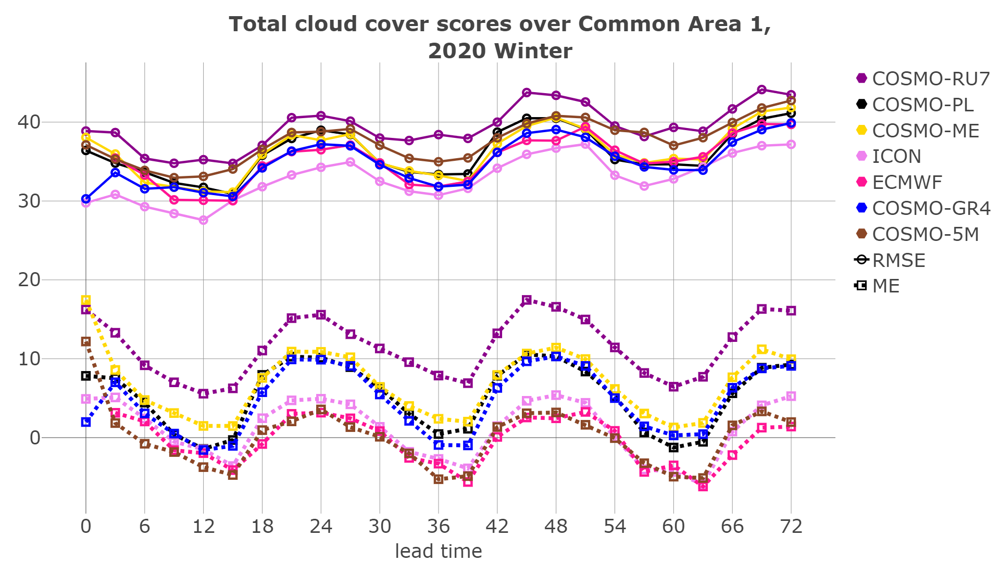 Total cloud cover scores over Common Area 1,
2020 Winter
COSMO-RU7
COSMO-PL
COSMO-ME
ICON
ECMWF
COSMO-GR4
COSMO-5M
RMSE
ME
40
30
20
10
0
0 6 12 18 24 30 36 42 48 54 60 66 72
lead time